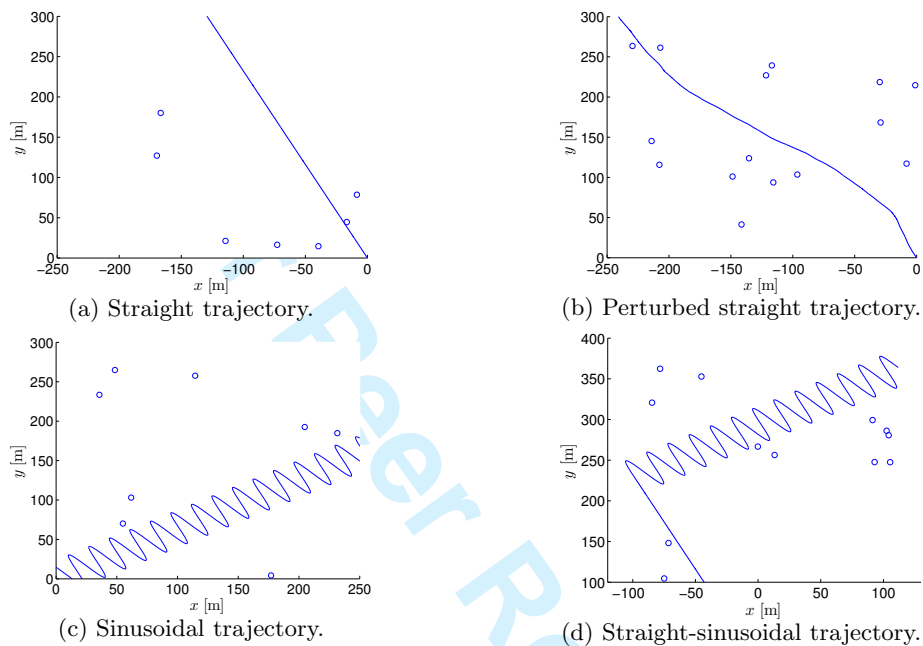 300
250
200
150
100
50
0
y [m]
−250 −200 −150 −100 −50 0
x [m]
(a) Straight trajectory.
300
250
200
150
100
50
0
y [m]
−250 −200 −150 −100 −50 0
x [m]
(b) Perturbed straight trajectory.
300
250
200
150
100
50
0
y [m]
0 50 100 150 200 250
x [m]
(c) Sinusoidal trajectory.
400
350
300
250
200
150
100
y [m]
−100 −50 0 50 100
x [m]
(d) Straight-sinusoidal trajectory.
Peer